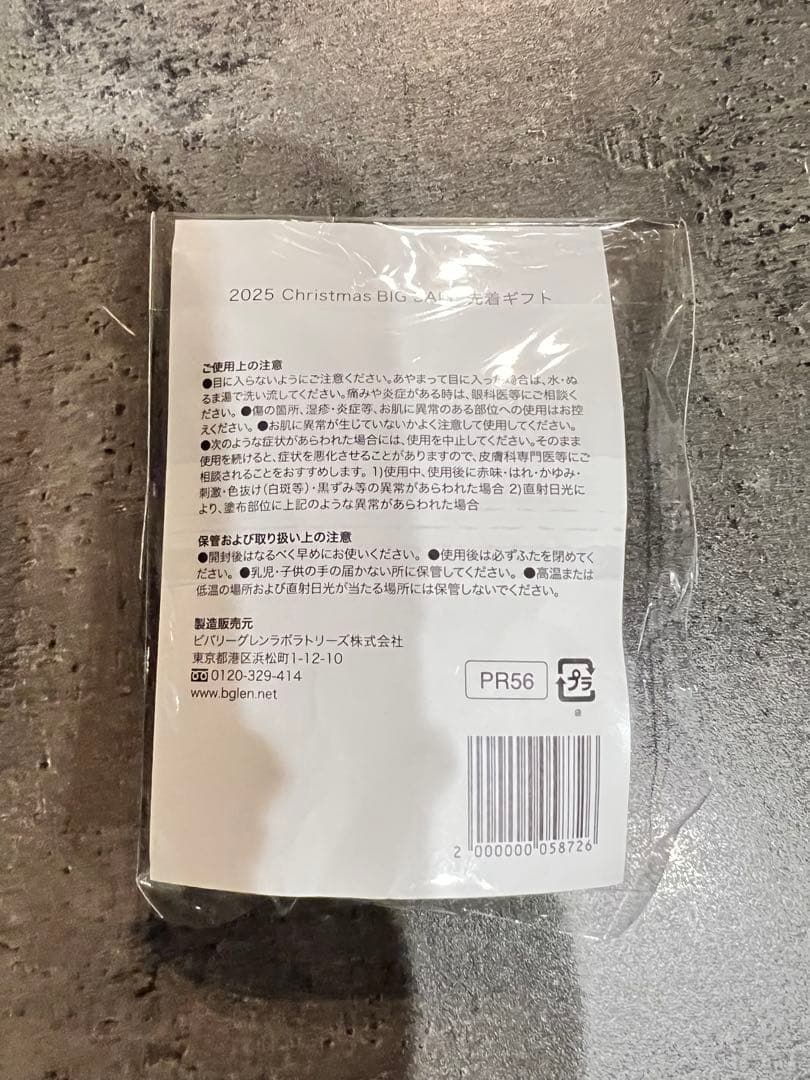 2025 Christmas BIG SALE 先着ギフト
ご使用上の注意
●目に入らないようにご注意ください。あやまって目に入った場合は、水・ぬ
るま湯で洗い流してください。痛みや炎症がある時は、眼科医等にご相談く
ださい。 ●傷の箇所、湿疹・炎症等、お肌に異常のある部位への使用はお控
えください。 ●お肌に異常が生じていないかよく注意して使用してください。
●次のような症状があらわれた場合には、使用を中止してください。そのまま
使用を続けると、症状を悪化させることがありますので、皮膚科専門医等にご
相談されることをおすすめします。 1)使用中、使用後に赤味・はれ・かゆみ・
刺激・色抜け(白斑等)・黒ずみ等の異常があらわれた場合 2)直射日光に
より、塗布部位に上記のような異常があらわれた場合
保管および取り扱い上の注意
●開封後はなるべく早めにお使いください。 ●使用後は必ずふたを閉めてく
ださい。 ●乳児・子供の手の届かない所に保管してください。 ●高温または
低温の場所および直射日光が当たる場所には保管しないでください。
製造販売元
ビバリーグレンラボラトリーズ株式会社
東京都港区浜松町1-12-10
0120-329-414
www.bglen.net
PR56
プラ
2 000000 058726